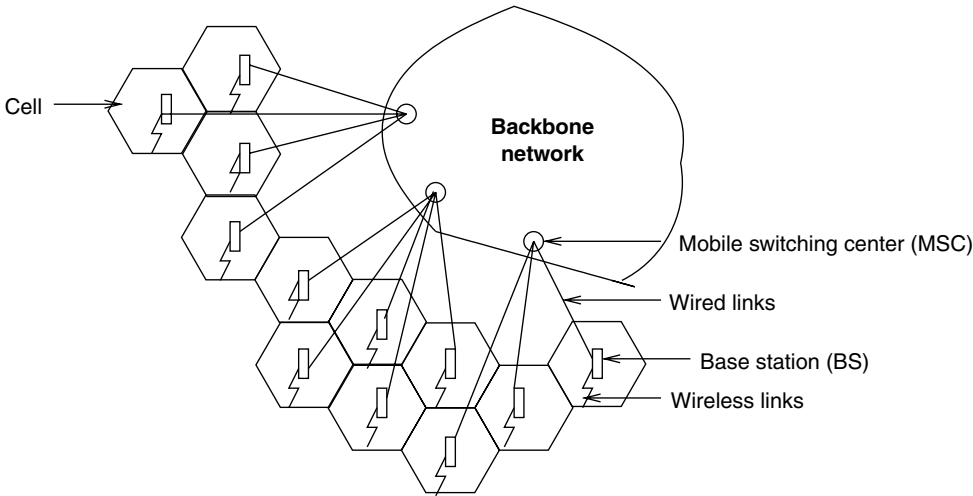 Cell
Backbone
network
Mobile switching center (MSC)
Wired links
Base station (BS)
Wireless links